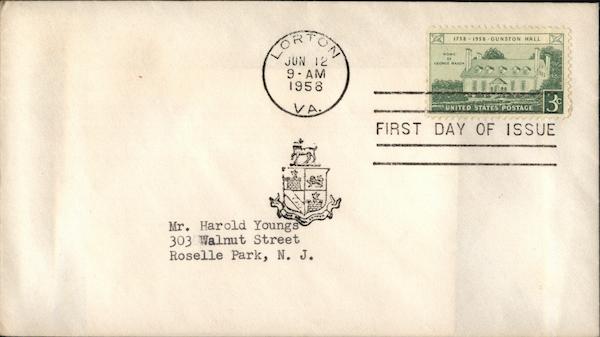 LORTON
JUN 12
9-AM
1958
VA.
1758-1958-GUNSTON HALL
HOME
OF
GEORGE MASON
UNITED STATES POSTAGE
3c
FIRST DAY OF ISSUE
Mr. Harold Youngs
303 Walnut Street
Roselle Park, N. J.